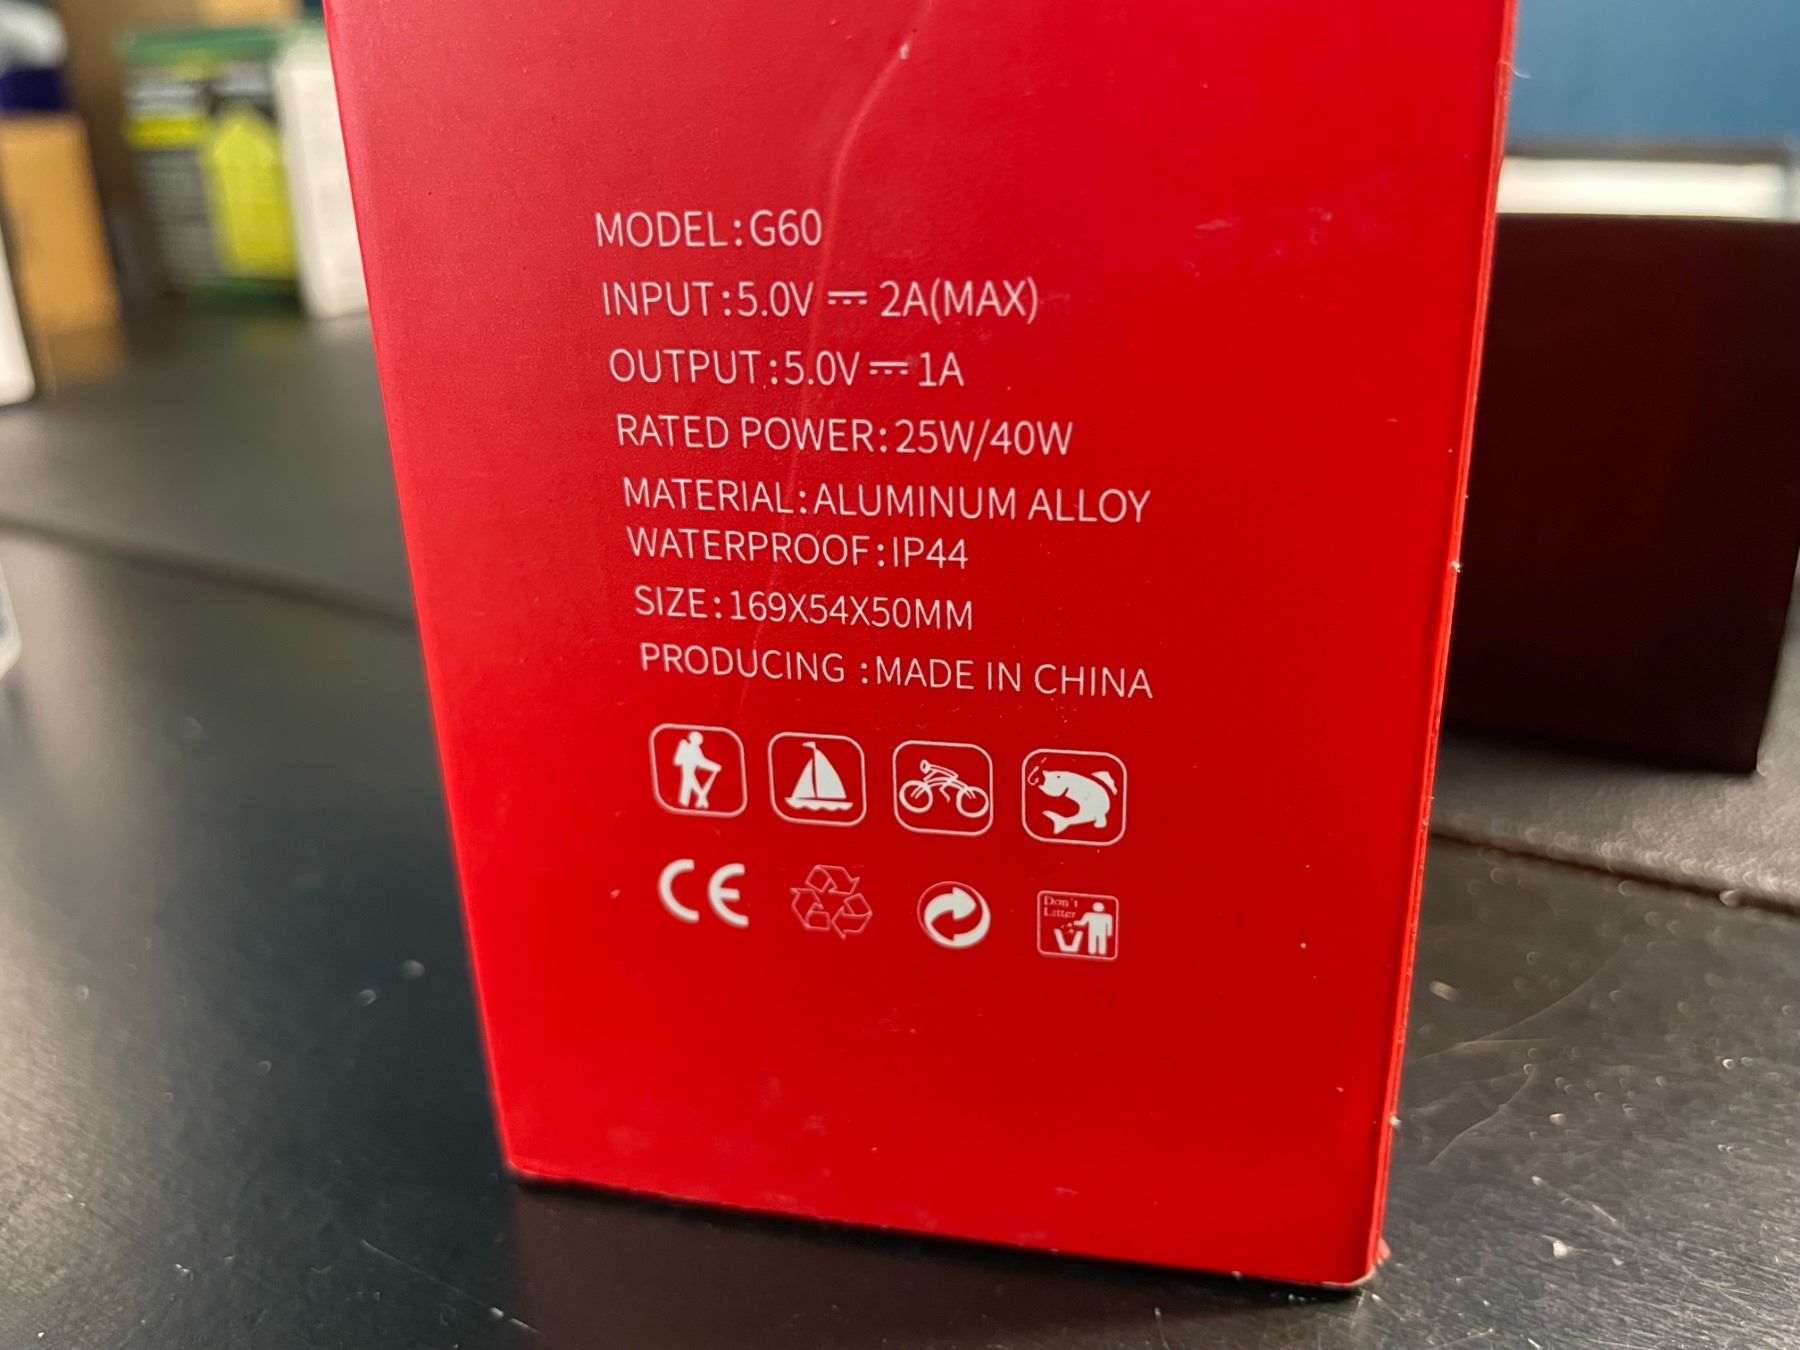 MODEL:G60
INPUT:5.0V ⎓ 2A(MAX)
OUTPUT:5.0V ⎓ 1A
RATED POWER:25W/40W
MATERIAL:ALUMINUM ALLOY
WATERPROOF:IP44
SIZE:169X54X50MM
PRODUCING :MADE IN CHINA
CE
Don't
Litter